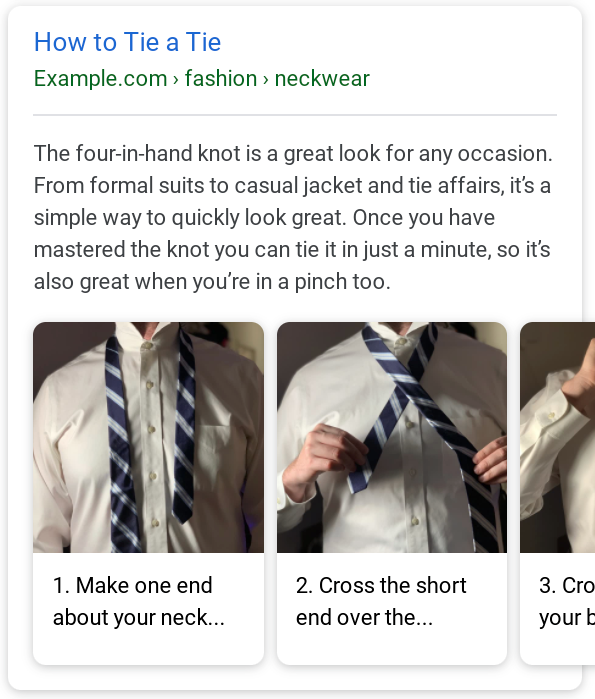 How to Tie a Tie
Example.com › fashion › neckwear
The four-in-hand knot is a great look for any occasion.
From formal suits to casual jacket and tie affairs, it’s a
simple way to quickly look great. Once you have
mastered the knot you can tie it in just a minute, so it’s
also great when you’re in a pinch too.
1. Make one end
about your neck...
2. Cross the short
end over the...
3. Cro
your b